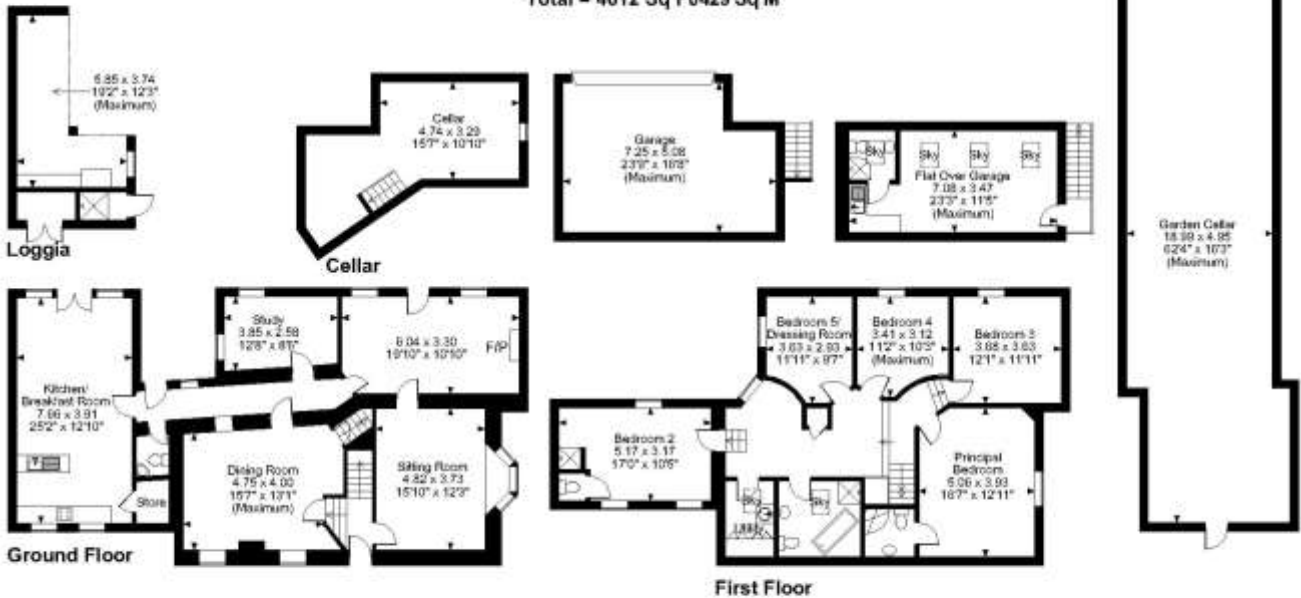 Total = 4612 Sq F 0429 Sq M
5.85 x 3.74
19'2" x 12'3"
(Maximum)
Loggia
Cellar
4.74 x 3.29
15'7" x 10'10"
Cellar
Garage
7.25 x 5.08
23'9" x 16'8"
(Maximum)
Sky
Sky
Sky
Sky
Flat Over Garage
7.08 x 3.47
23'3" x 11'5"
(Maximum)
Garden Cellar
18.99 x 4.95
62'4" x 16'3"
(Maximum)
Kitchen/
Breakfast Room
7.66 x 3.91
25'2" x 12'10"
Study
3.85 x 2.58
12'8" x 8'6"
6.04 x 3.30
19'10" x 10'10"
F/P
Dining Room
4.75 x 4.00
15'7" x 13'1"
(Maximum)
Sitting Room
4.82 x 3.73
15'10" x 12'3"
Store
Ground Floor
Bedroom 5/
Dressing Room
3.63 x 2.93
11'11" x 9'7"
Bedroom 4
3.41 x 3.12
11'2" x 10'3"
(Maximum)
Bedroom 3
3.68 x 3.63
12'1" x 11'11"
Bedroom 2
5.17 x 3.17
17'0" x 10'5"
Principal
Bedroom
5.06 x 3.93
16'7" x 12'11"
Sky
Utility
Sky
First Floor